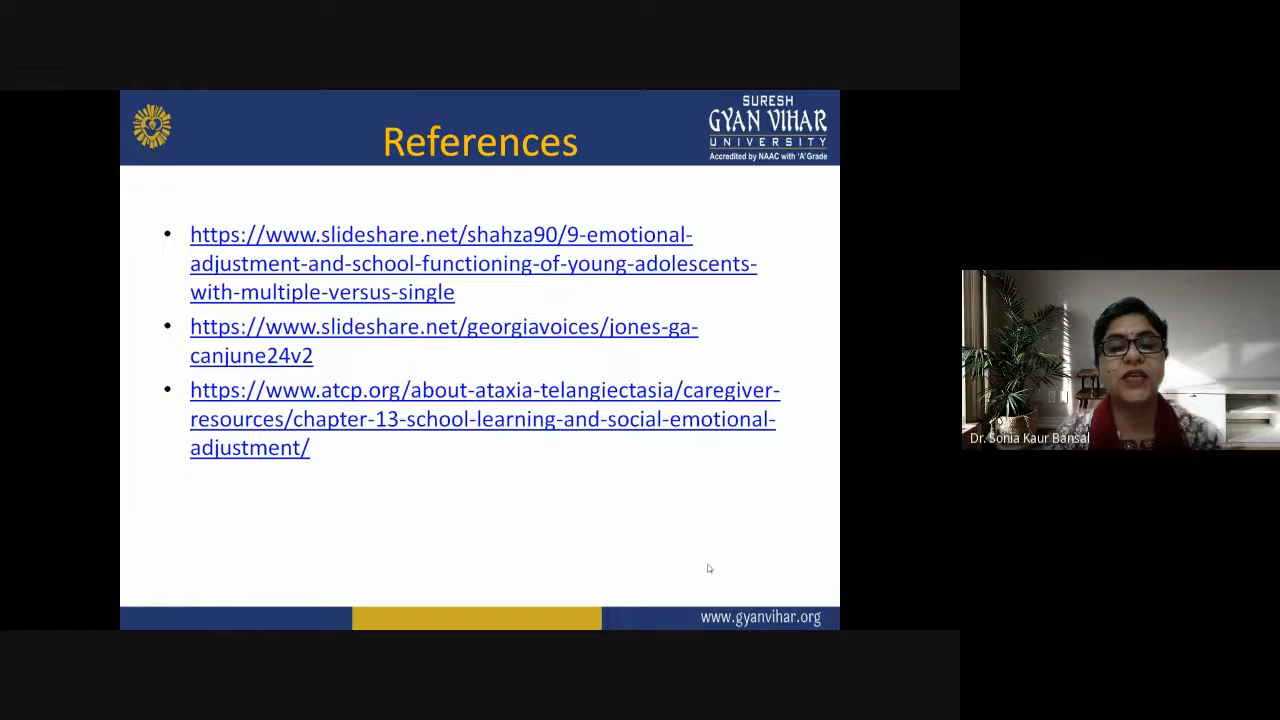 SURESH
GYAN VIHAR
UNIVERSITY
Accredited by NAAC with 'A' Grade
References
• https://www.slideshare.net/shahza90/9-emotional-
adjustment-and-school-functioning-of-young-adolescents-
with-multiple-versus-single
• https://www.slideshare.net/georgiavoices/jones-ga-
canjune24v2
• https://www.atcp.org/about-ataxia-telangiectasia/caregiver-
resources/chapter-13-school-learning-and-social-emotional-
adjustment/
www.gyanvihar.org
Dr. Sonia Kaur Bansal